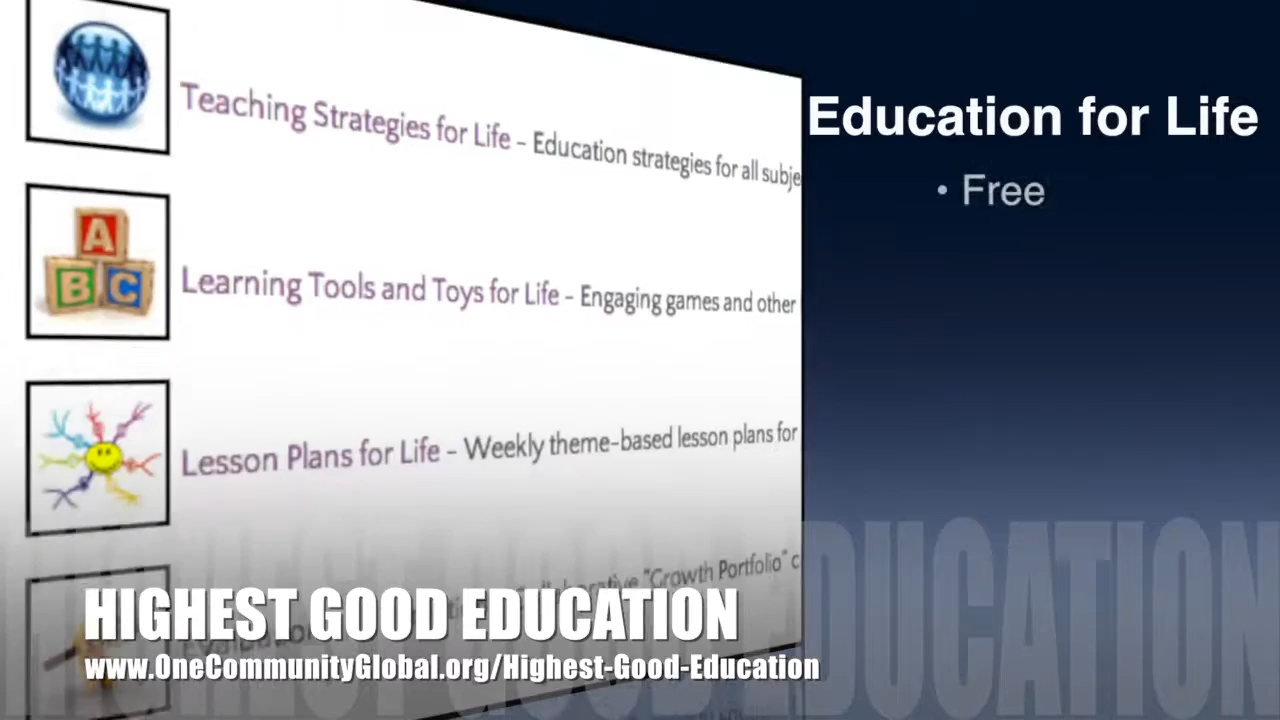 Teaching Strategies for Life - Education strategies for all subje
Education for Life
• Free
A
B C
Learning Tools and Toys for Life - Engaging games and other
Lesson Plans for Life - Weekly theme-based lesson plans for
"Growth Portfolio" c
HIGHEST GOOD EDUCATION
www.OneCommunityGlobal.org/Highest-Good-Education